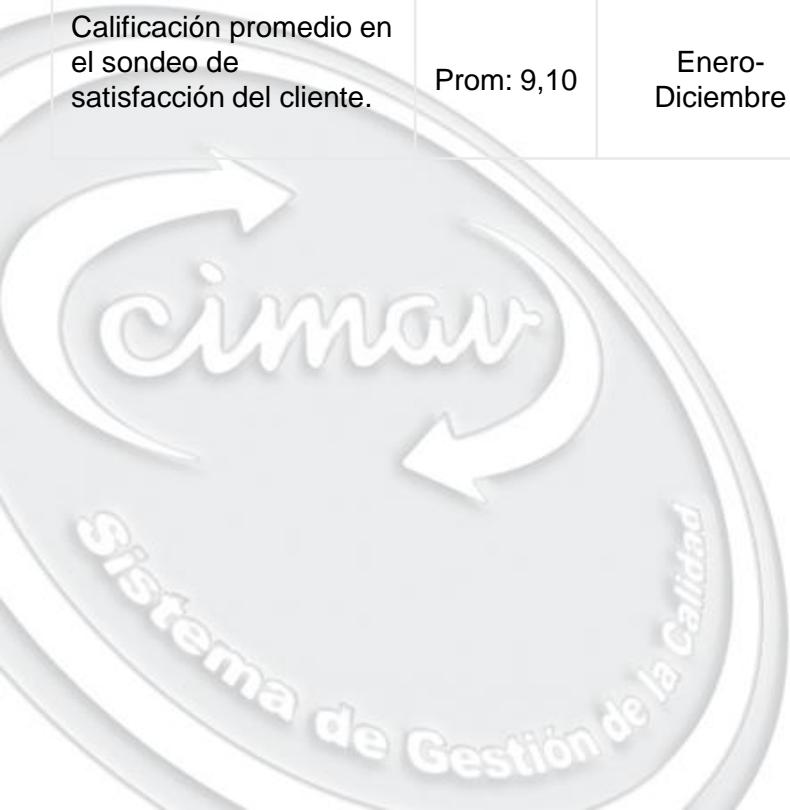 Calificación promedio en
el sondeo de
satisfacción del cliente.
Prom: 9,10
Enero-
Diciembre
cimav
Sistema de Gestión de la Calidad